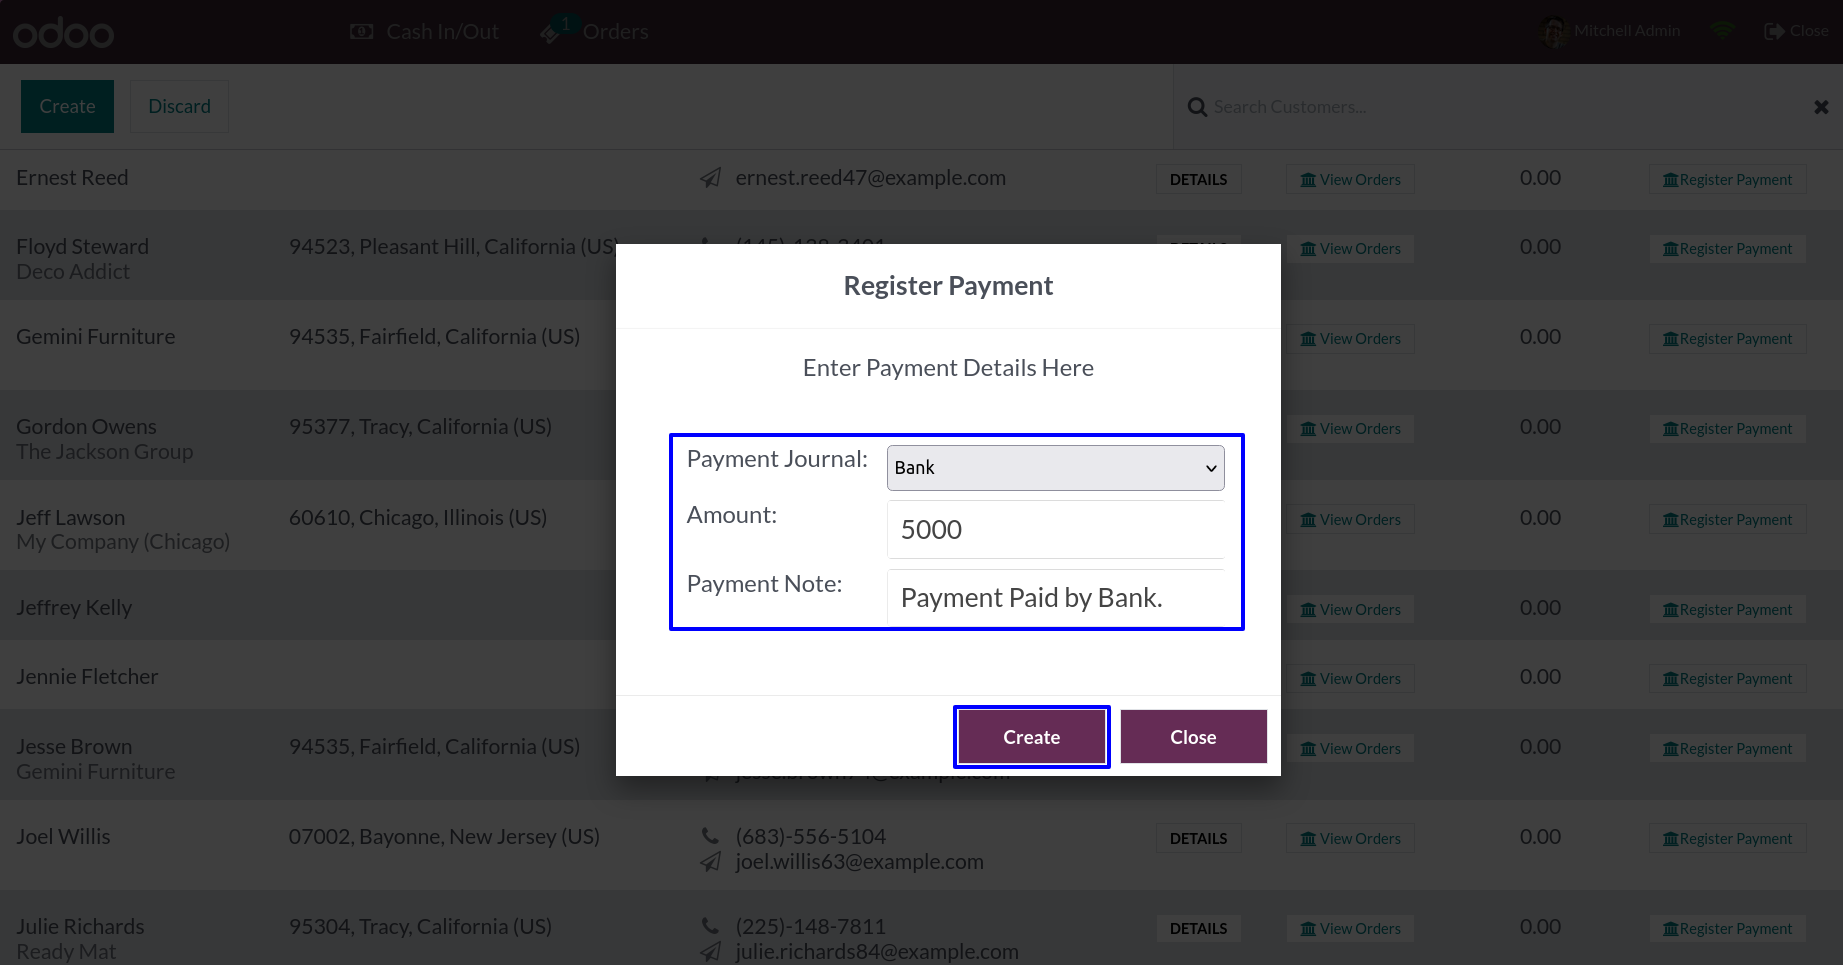 odoo Cash In/Out 1 Orders Mitchell Admin Close
Create Discard Search Customers...
Ernest Reed ernest.reed47@example.com DETAILS View Orders 0.00 Register Payment
Floyd Steward 94523, Pleasant Hill, California (US) View Orders 0.00 Register Payment
Deco Addict
Register Payment
Gemini Furniture 94535, Fairfield, California (US) View Orders 0.00 Register Payment
Enter Payment Details Here
Gordon Owens 95377, Tracy, California (US) View Orders 0.00 Register Payment
The Jackson Group
Payment Journal: Bank
Amount: 5000
Jeff Lawson 60610, Chicago, Illinois (US) View Orders 0.00 Register Payment
My Company (Chicago)
Payment Note: Payment Paid by Bank.
Jeffrey Kelly View Orders 0.00 Register Payment
Jennie Fletcher View Orders 0.00 Register Payment
Create Close
Jesse Brown 94535, Fairfield, California (US) View Orders 0.00 Register Payment
Gemini Furniture
Joel Willis 07002, Bayonne, New Jersey (US) (683)-556-5104 DETAILS View Orders 0.00 Register Payment
joel.willis63@example.com
Julie Richards 95304, Tracy, California (US) (225)-148-7811 DETAILS View Orders 0.00 Register Payment
Ready Mat julie.richards84@example.com